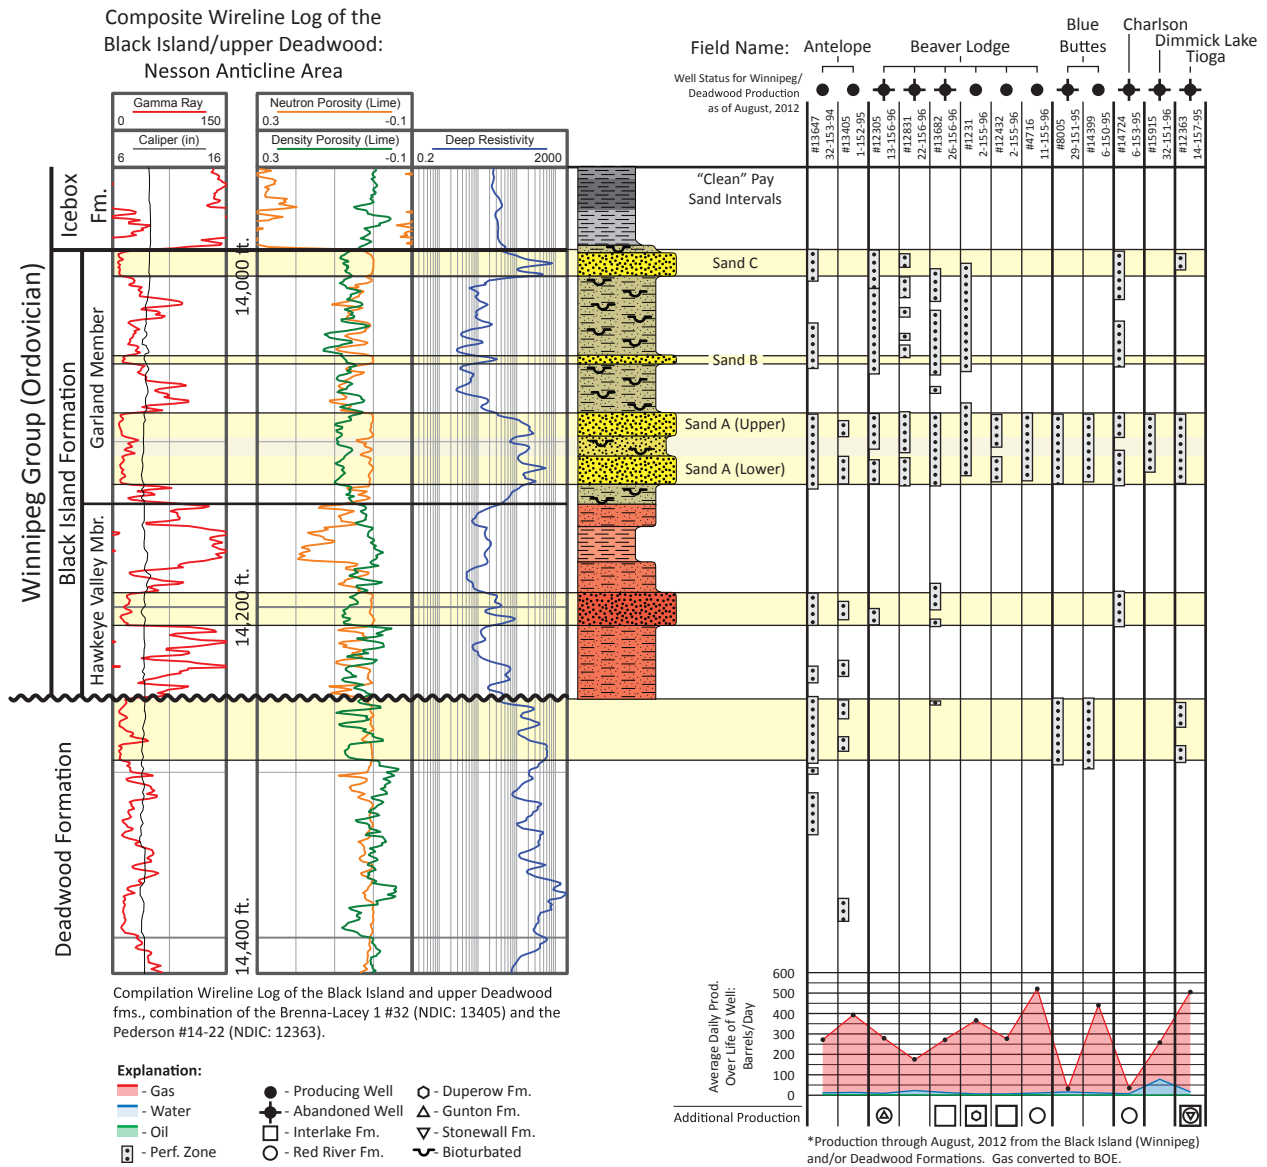 Composite Wireline Log of the
Black Island/upper Deadwood:
Nesson Anticline Area
Gamma Ray
0 150
Caliper (in)
6 16
Neutron Porosity (Lime)
0.3 -0.1
Density Porosity (Lime)
0.3 -0.1
Deep Resistivity
0.2 2000
Field Name:
Antelope
Beaver Lodge
Blue
Buttes
Charlson
Dimmick Lake
Tioga
Well Status for Winnipeg/
Deadwood Production
as of August, 2012
#13647
32-153-94
#13405
1-152-95
#12305
13-156-96
#12831
22-156-96
#13682
26-156-96
#1231
2-155-96
#12432
2-155-96
#4716
11-155-96
#8005
29-151-95
#14399
6-150-95
#14724
6-153-95
#15915
32-151-96
#12363
14-157-95
Winnipeg Group (Ordovician)
Icebox
Fm.
Black Island Formation
Garland Member
Hawkeye Valley Mbr.
Deadwood Formation
14,000 ft.
14,200 ft.
14,400 ft.
"Clean" Pay
Sand Intervals
Sand C
Sand B
Sand A (Upper)
Sand A (Lower)
Compilation Wireline Log of the Black Island and upper Deadwood
fms., combination of the Brenna-Lacey 1 #32 (NDIC: 13405) and the
Pederson #14-22 (NDIC: 12363).
Explanation:
- Gas
- Water
- Oil
- Perf. Zone
- Producing Well
- Abandoned Well
- Interlake Fm.
- Red River Fm.
- Duperow Fm.
- Gunton Fm.
- Stonewall Fm.
- Bioturbated
Average Daily Prod.
Over Life of Well:
Barrels/Day
600
500
400
300
200
100
0
Additional Production
*Production through August, 2012 from the Black Island (Winnipeg)
and/or Deadwood Formations. Gas converted to BOE.